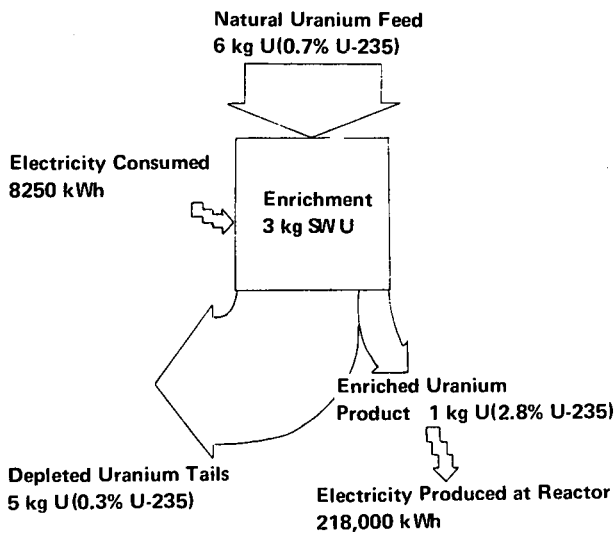 Natural Uranium Feed
6 kg U(0.7% U-235)
Electricity Consumed
8250 kWh
Enrichment
3 kg SWU
Enriched Uranium
Product 1 kg U(2.8% U-235)
Depleted Uranium Tails
5 kg U(0.3% U-235)
Electricity Produced at Reactor
218,000 kWh